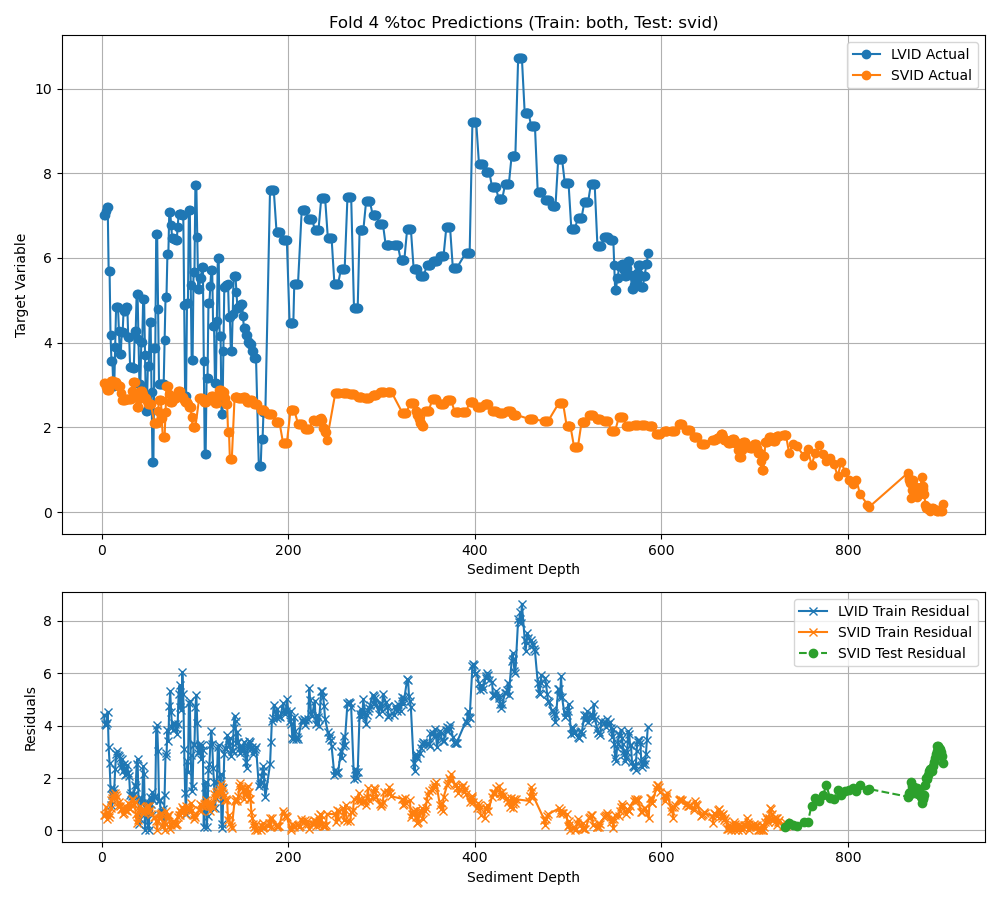 Fold 4 %toc Predictions (Train: both, Test: svid)
LVID Actual
SVID Actual
Target Variable
10
8
6
4
2
0
0 200 400 600 800
Sediment Depth
LVID Train Residual
SVID Train Residual
SVID Test Residual
Residuals
8
6
4
2
0
0 200 400 600 800
Sediment Depth